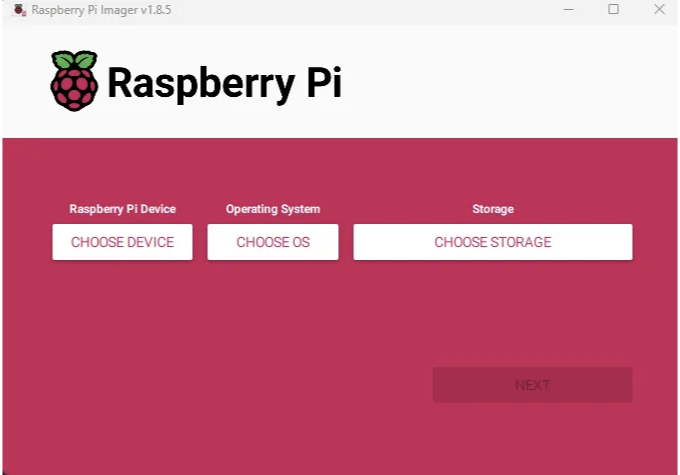 Raspberry Pi Imager v1.8.5
Raspberry Pi
Raspberry Pi Device
Operating System
Storage
CHOOSE DEVICE
CHOOSE OS
CHOOSE STORAGE
NEXT